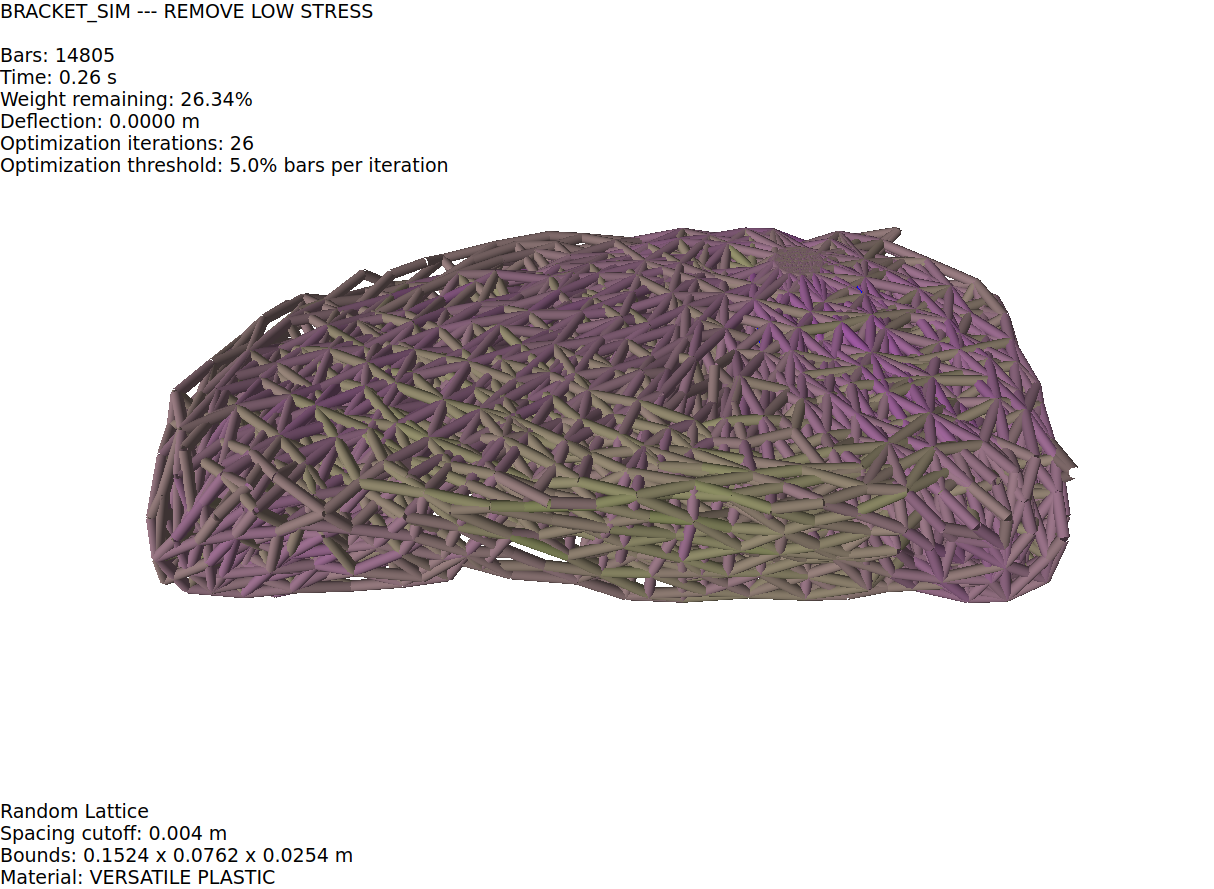 BRACKET_SIM --- REMOVE LOW STRESS
Bars: 14805
Time: 0.26 s
Weight remaining: 26.34%
Deflection: 0.0000 m
Optimization iterations: 26
Optimization threshold: 5.0% bars per iteration
Random Lattice
Spacing cutoff: 0.004 m
Bounds: 0.1524 x 0.0762 x 0.0254 m
Material: VERSATILE PLASTIC